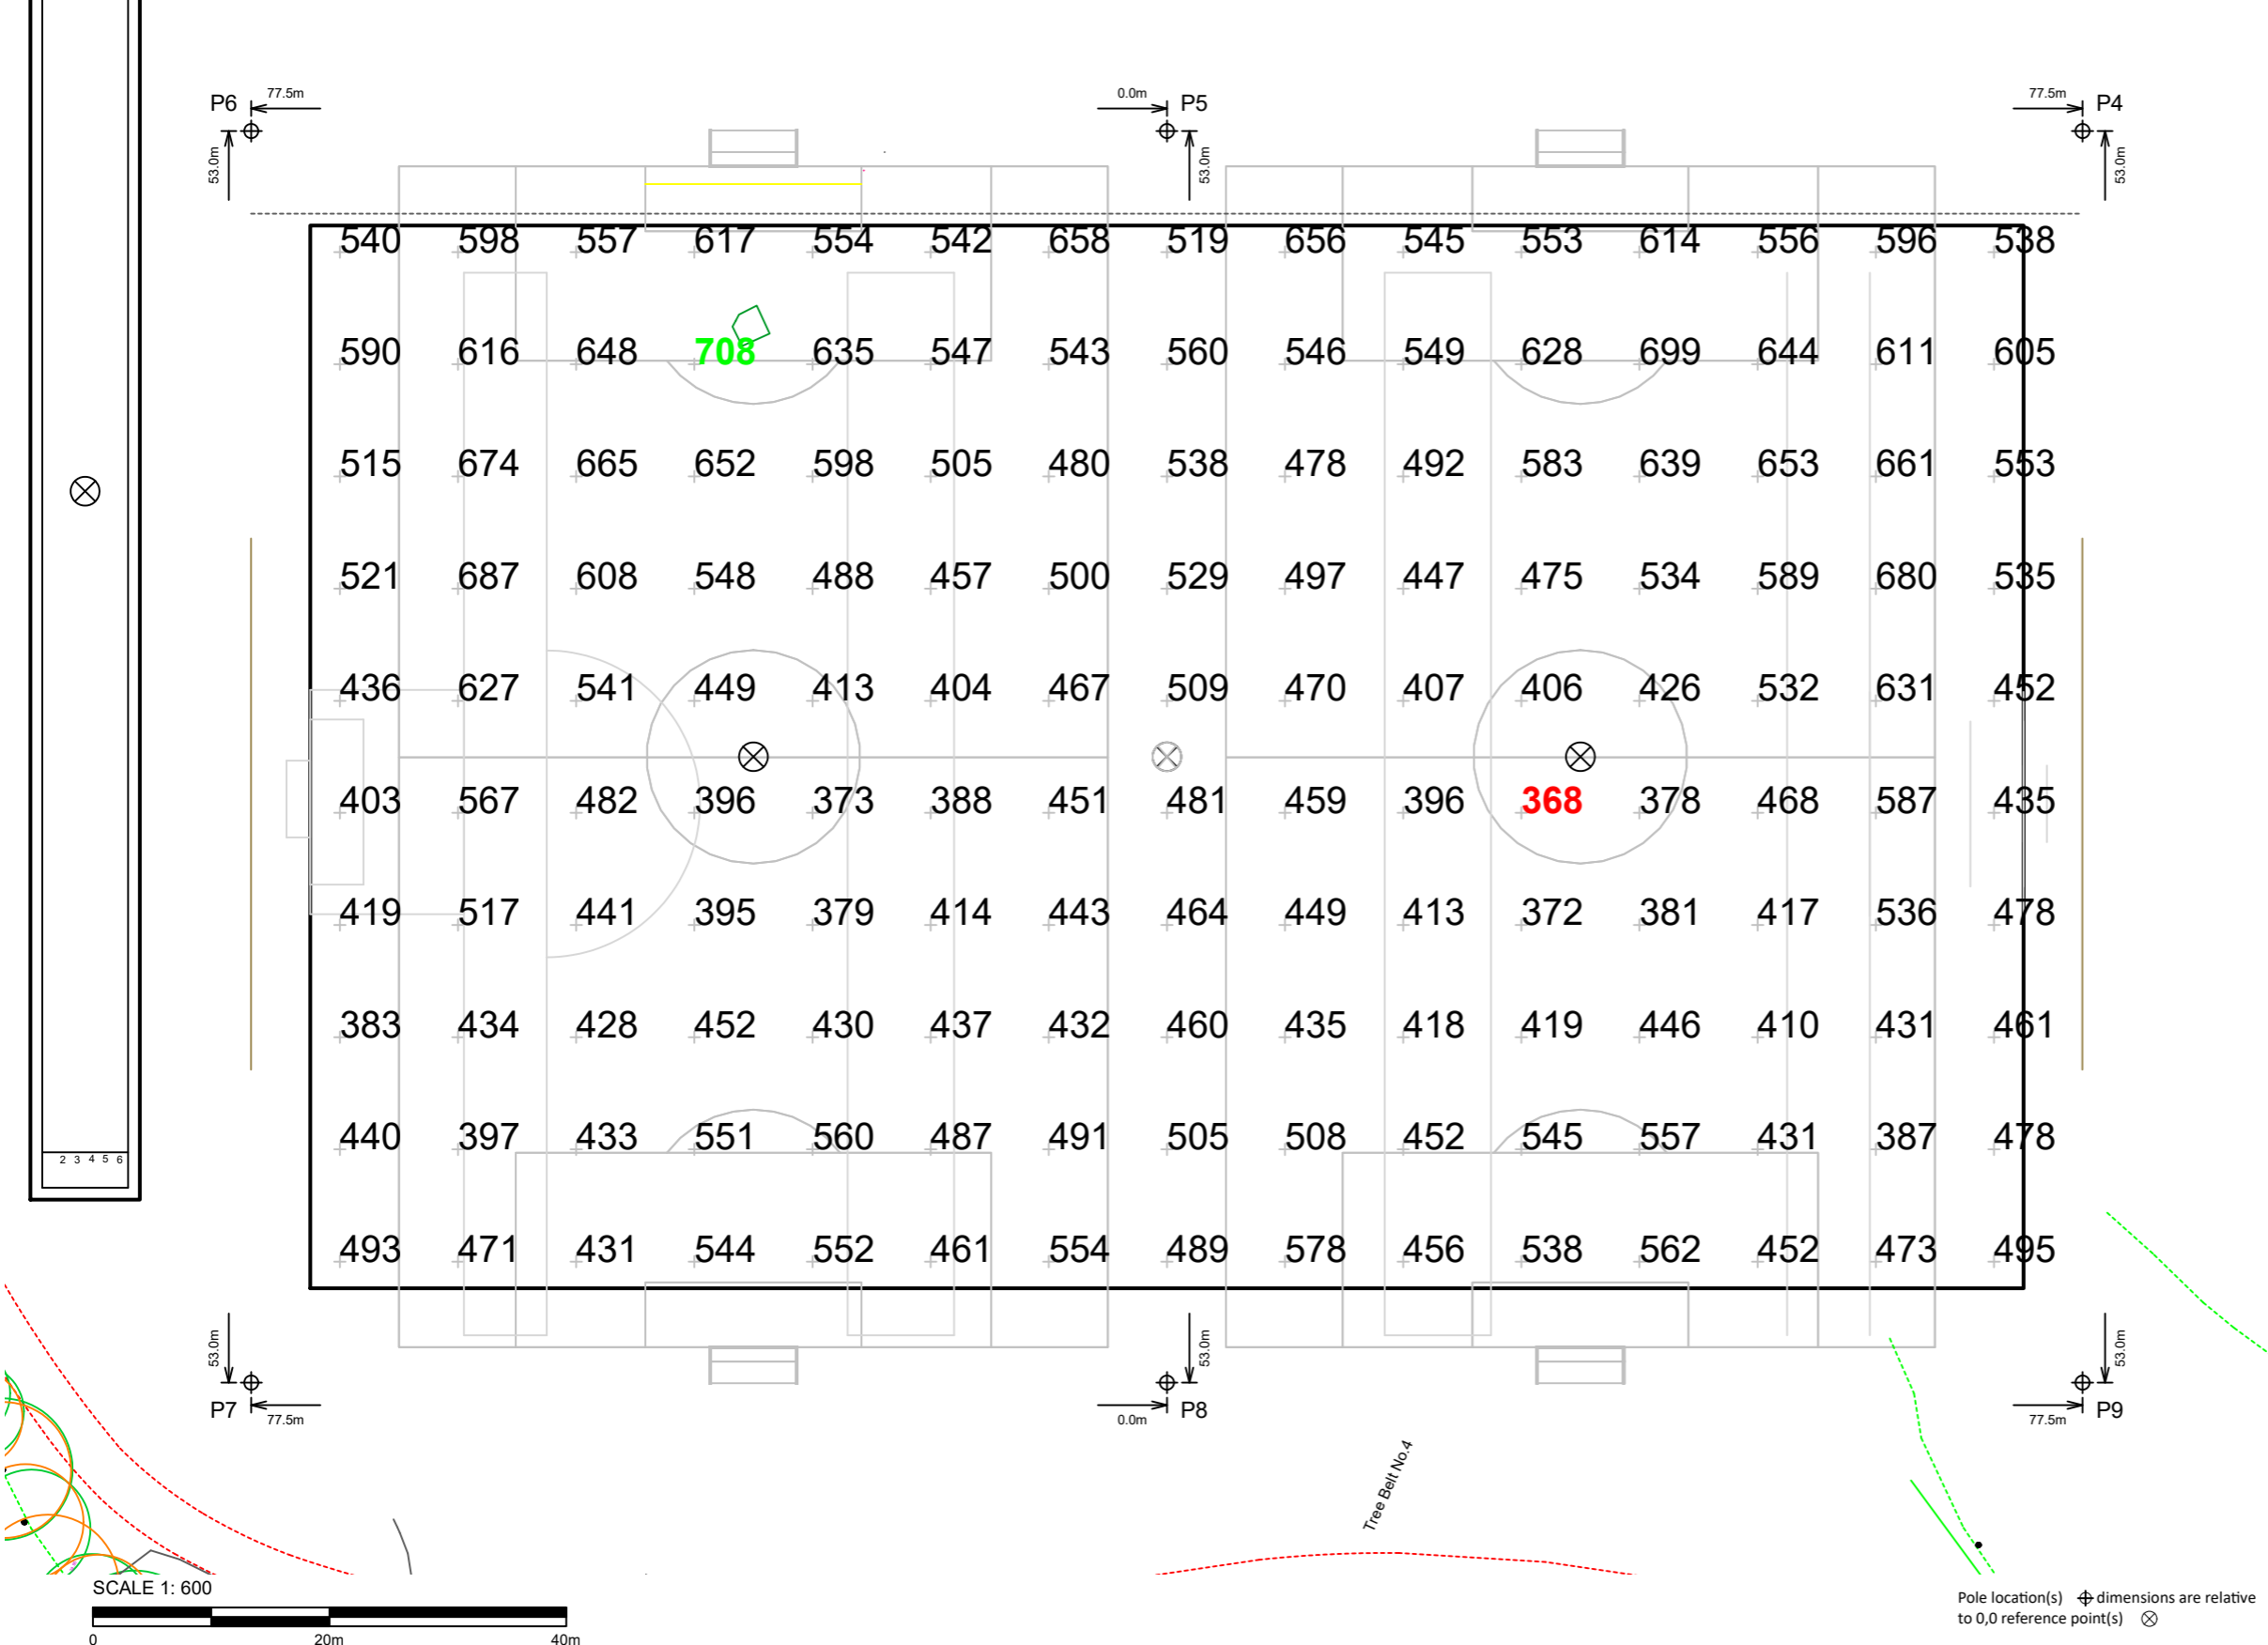 P6 77.5m 0.0m P5 77.5m P4
53.0m 53.0m 53.0m
540 598 557 617 554 542 658 519 656 545 553 614 556 596 538
590 616 648 708 635 547 543 560 546 549 628 699 644 611 605
515 674 665 652 598 505 480 538 478 492 583 639 653 661 553
521 687 608 548 488 457 500 529 497 447 475 534 589 680 535
436 627 541 449 413 404 467 509 470 407 406 426 532 631 452
403 567 482 396 373 388 451 481 459 396 368 378 468 587 435
419 517 441 395 379 414 443 464 449 413 372 381 417 536 478
383 434 428 452 430 437 432 460 435 418 419 446 410 431 461
440 397 433 551 560 487 491 505 508 452 545 557 431 387 478
2 3 4 5 6
493 471 431 544 552 461 554 489 578 456 538 562 452 473 495
53.0m 53.0m 53.0m
P7 77.5m 0.0m P8 77.5m P9
Tree Belt No.4
SCALE 1: 600
0 20m 40m
Pole location(s) dimensions are relative
to 0,0 reference point(s)